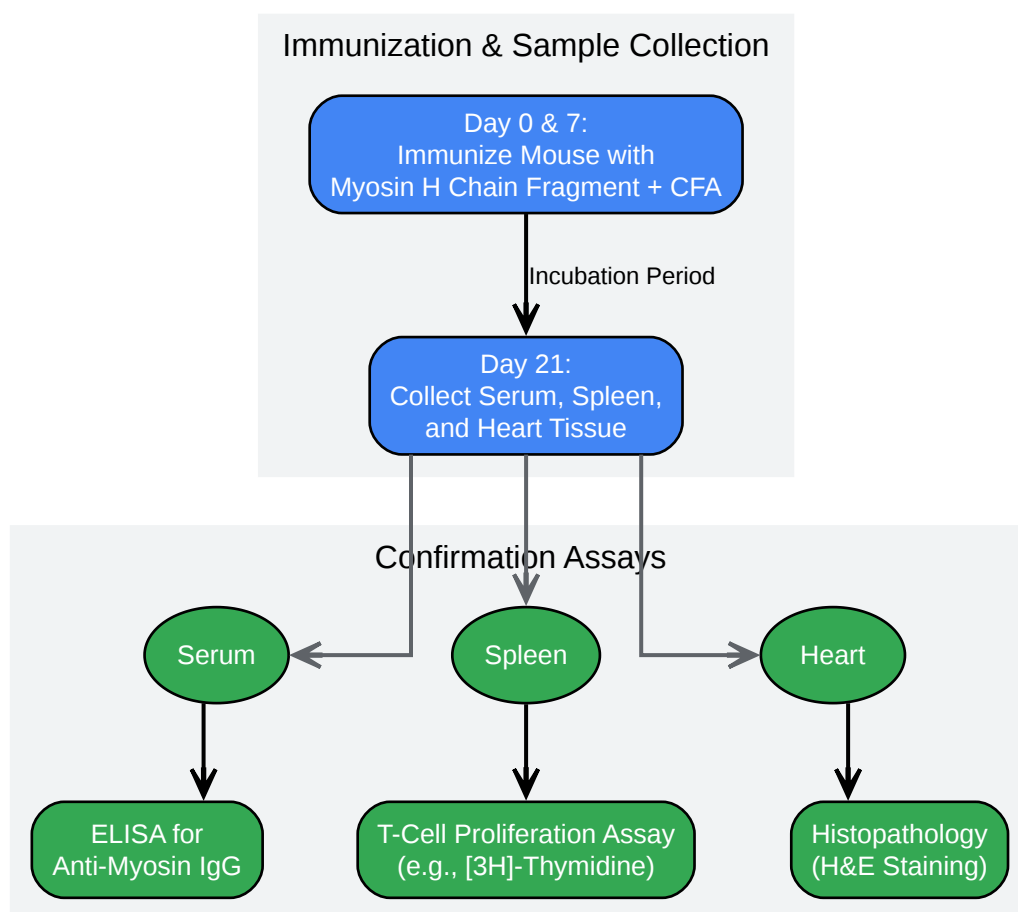 Immunization & Sample Collection
Day 0 & 7:
Immunize Mouse with
Myosin H Chain Fragment + CFA
Incubation Period
Day 21:
Collect Serum, Spleen,
and Heart Tissue
Confirmation Assays
Serum
Spleen
Heart
ELISA for
Anti-Myosin IgG
T-Cell Proliferation Assay
(e.g., [3H]-Thymidine)
Histopathology
(H&E Staining)